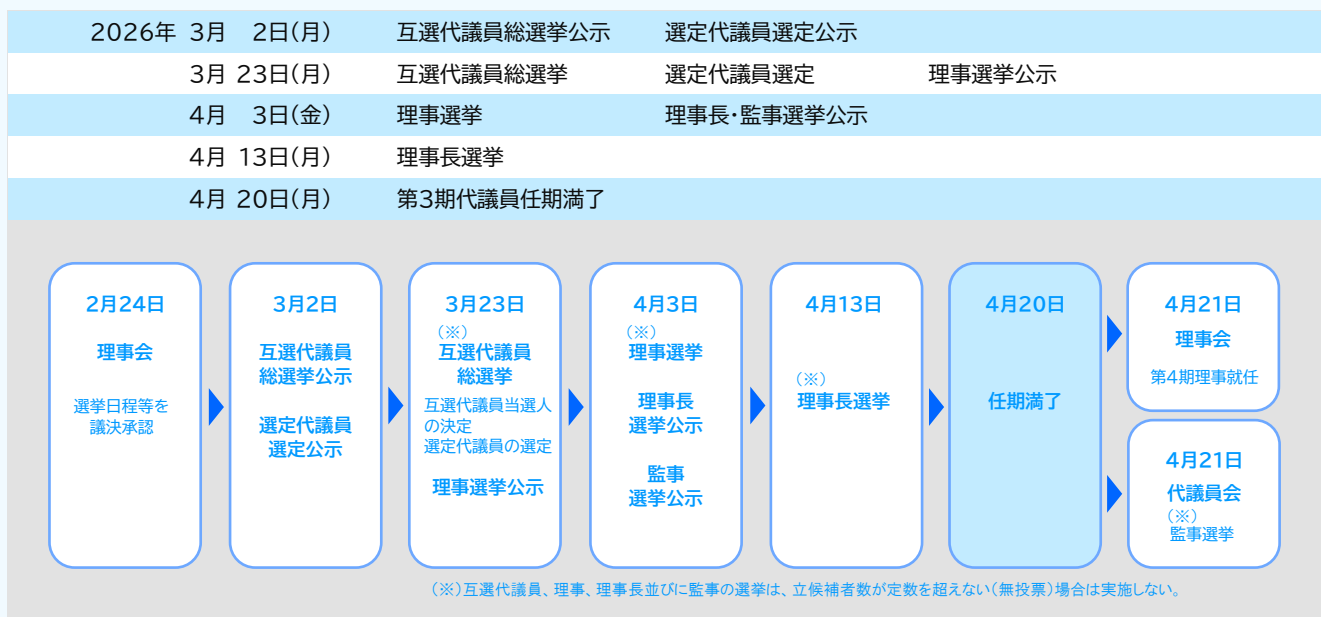 2026年 3月 2日(月) 互選代議員総選挙公示 選定代議員選定公示
3月 23日(月) 互選代議員総選挙 選定代議員選定 理事選挙公示
4月 3日(金) 理事選挙 理事長・監事選挙公示
4月 13日(月) 理事長選挙
4月 20日(月) 第3期代議員任期満了
2月24日
理事会
選挙日程等を
議決承認
3月2日
互選代議員
総選挙公示
選定代議員
選定公示
3月23日
(※)
互選代議員
総選挙
互選代議員当選人
の決定
選定代議員の選定
理事選挙公示
4月3日
(※)
理事選挙
理事長
選挙公示
監事
選挙公示
4月13日
(※)
理事長選挙
4月20日
任期満了
4月21日
理事会
第4期理事就任
4月21日
代議員会
(※)
監事選挙
(※)互選代議員、理事、理事長並びに監事の選挙は、立候補者数が定数を超えない(無投票)場合は実施しない。